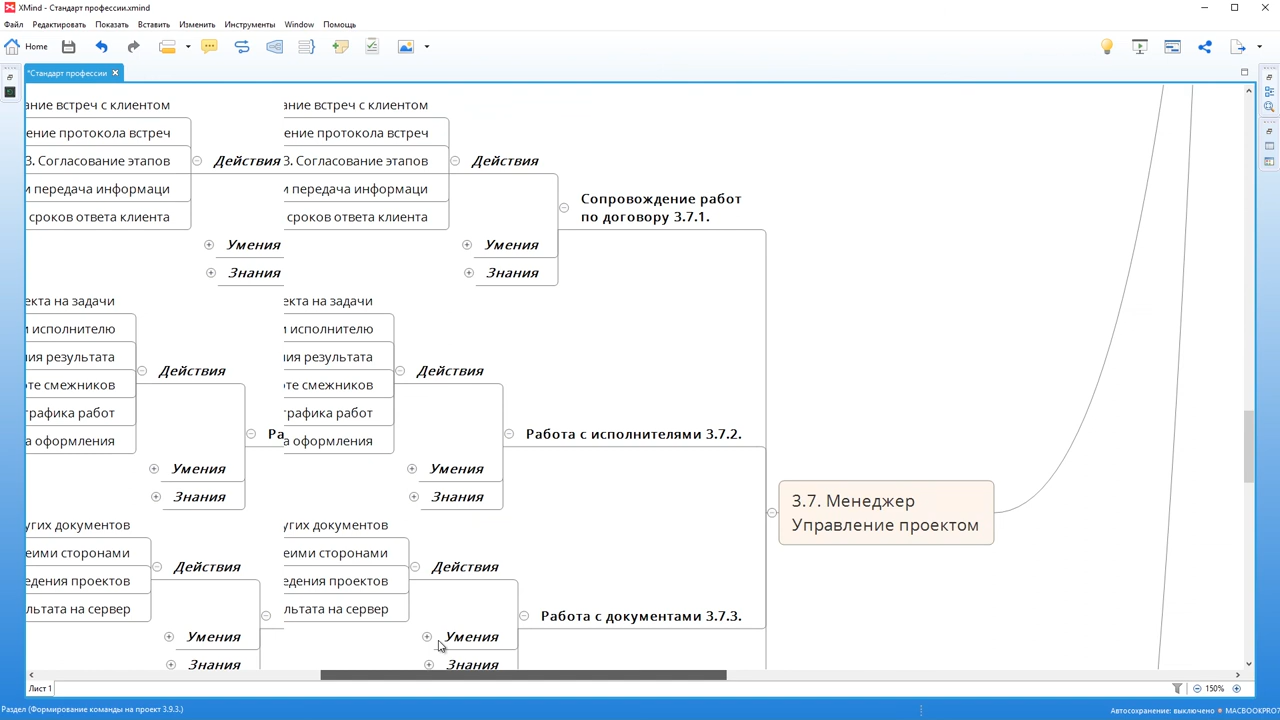 XMind - Стандарт профессии.xmind
Файл Редактировать Показать Вставить Изменить Инструменты Window Помощь
Home
*Стандарт профессии
ание встреч с клиентом
ание встреч с клиентом
ение протокола встреч
ение протокола встреч
3. Согласование этапов
Действия
3. Согласование этапов
Действия
и передача информаци
и передача информаци
сроков ответа клиента
сроков ответа клиента
Сопровождение работ
по договору 3.7.1.
Умения
Умения
Знания
Знания
екта на задачи
екта на задачи
и исполнителю
и исполнителю
ия результата
ия результата
Действия
Действия
оте смежников
оте смежников
графика работ
графика работ
а оформления
Ра
а оформления
Работа с исполнителями 3.7.2.
Умения
Умения
Знания
Знания
3.7. Менеджер
Управление проектом
угих документов
угих документов
еими сторонами
еими сторонами
Действия
Действия
едения проектов
едения проектов
льтата на сервер
льтата на сервер
Работа с документами 3.7.3.
Умения
Умения
Знания
Знания
Лист 1
150%
Раздел (Формирование команды на проект 3.9.3.)
Автосохранение: выключено
MACBOOKPRO7